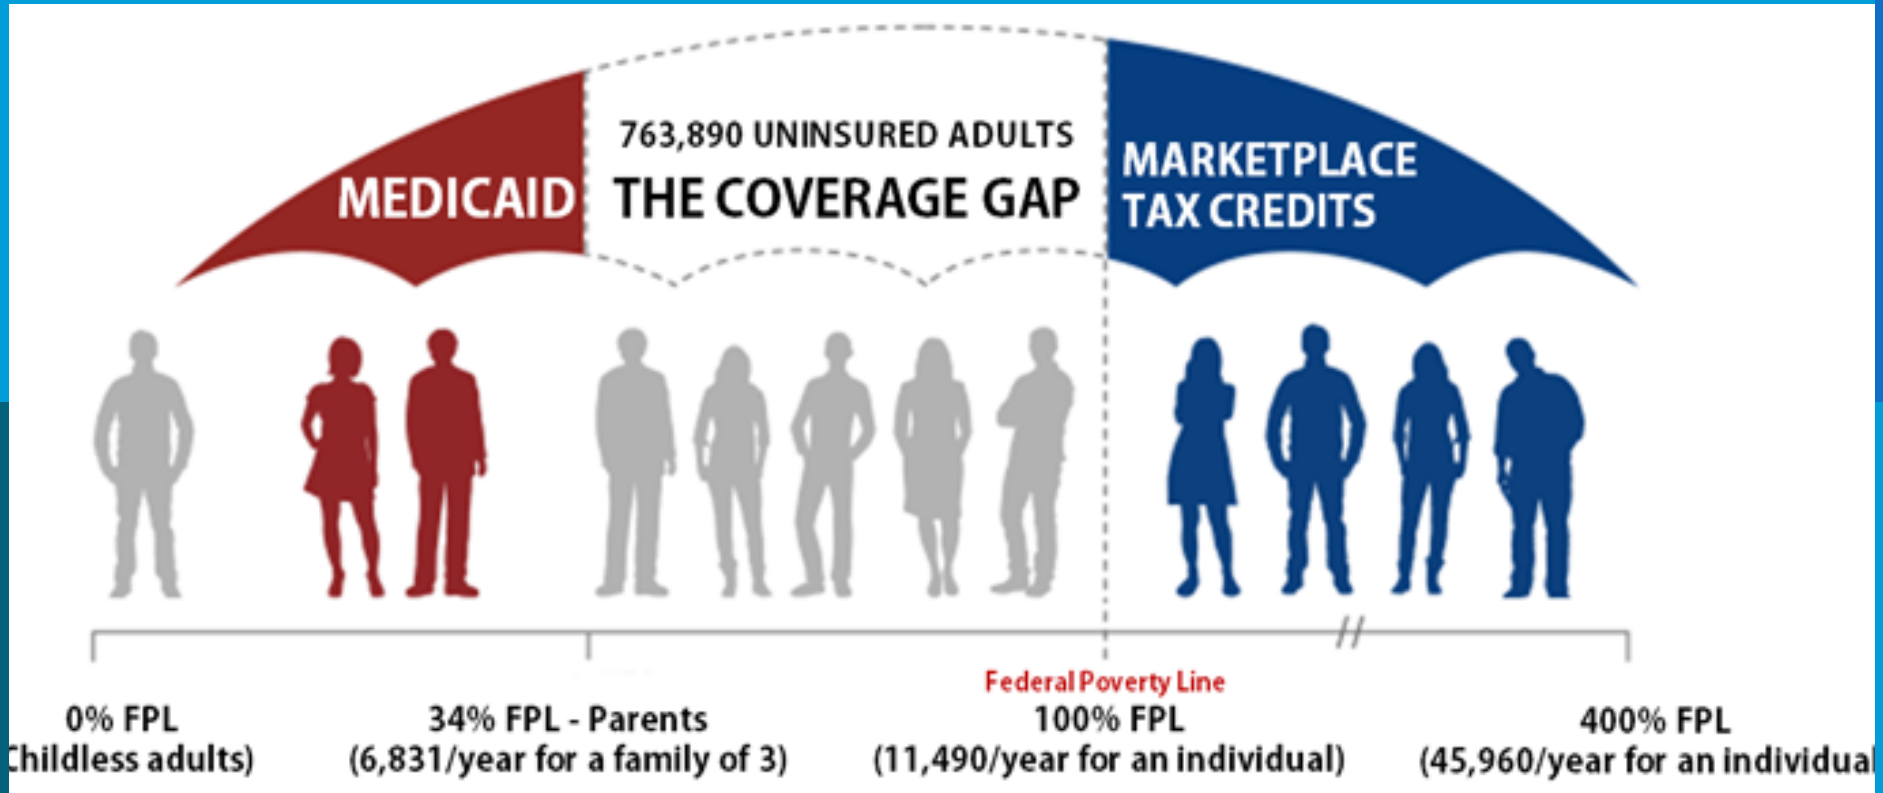 763,890 UNINSURED ADULTS
MEDICAID
THE COVERAGE GAP
MARKETPLACE
TAX CREDITS
Federal Poverty Line
0% FPL
Childless adults)
34% FPL - Parents
(6,831/year for a family of 3)
100% FPL
(11,490/year for an individual)
400% FPL
(45,960/year for an individual